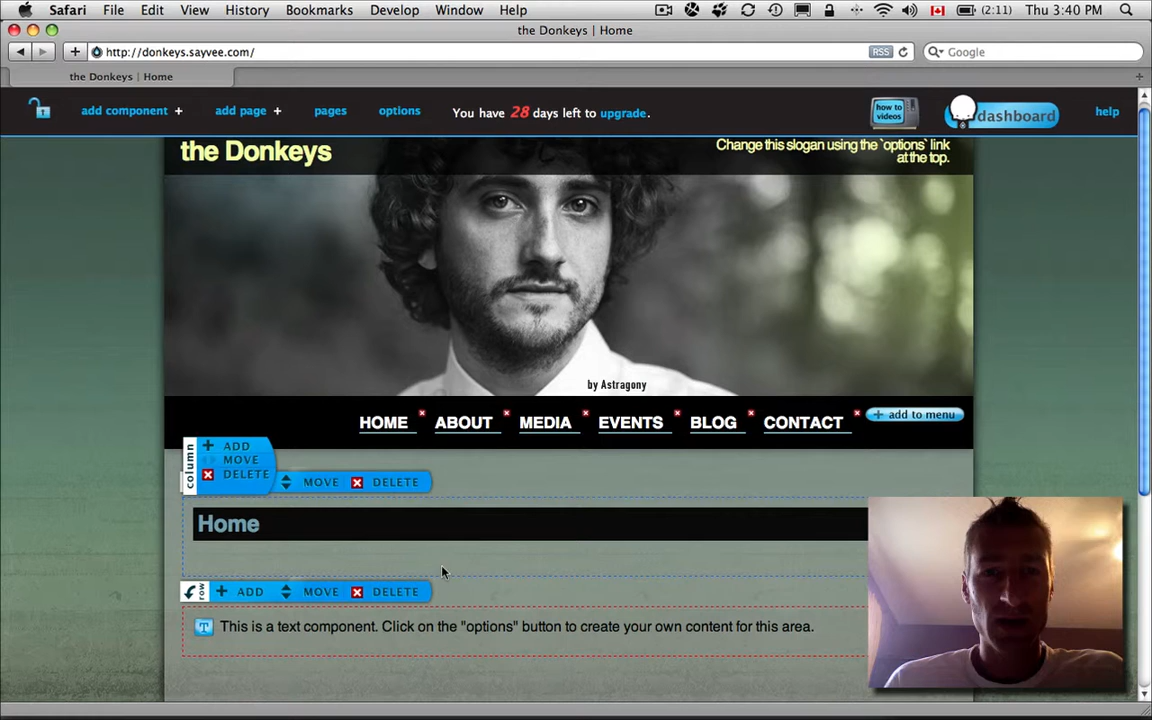 Safari File Edit View History Bookmarks Develop Window Help (2:11) Thu 3:40 PM
the Donkeys | Home
http://donkeys.sayvee.com/ RSS Google
the Donkeys | Home
add component + add page + pages options You have 28 days left to upgrade. how to videos dashboard help
the Donkeys
Change this slogan using the `options` link
at the top.
by Astragony
HOME ABOUT MEDIA EVENTS BLOG CONTACT + add to menu
column
+ ADD
MOVE
DELETE
MOVE DELETE
Home
row + ADD MOVE DELETE
T This is a text component. Click on the "options" button to create your own content for this area.